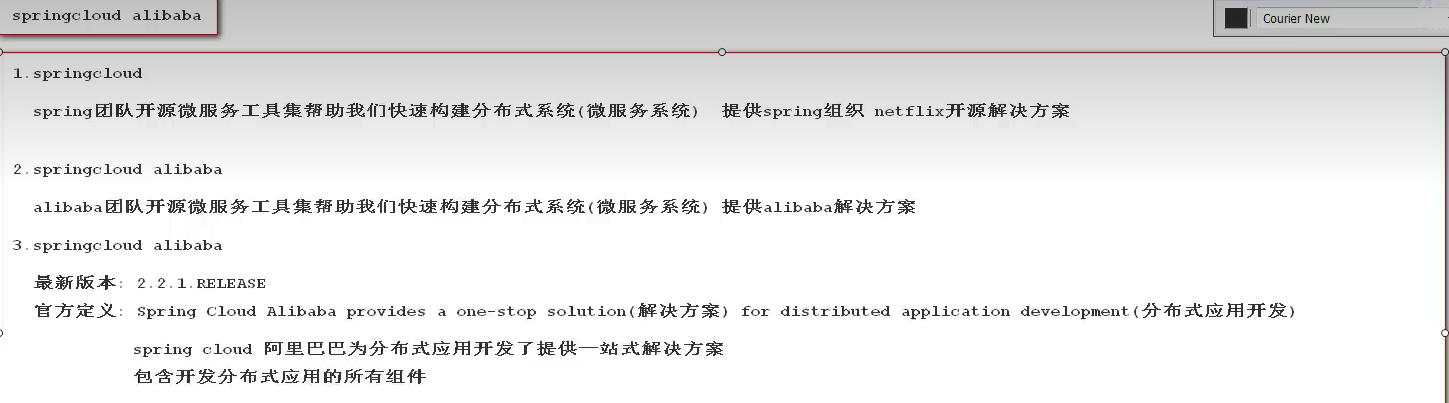 springcloud alibaba
Courier New
1.springcloud
spring团队开源微服务工具集帮助我们快速构建分布式系统(微服务系统) 提供spring组织 netflix开源解决方案
2.springcloud alibaba
alibaba团队开源微服务工具集帮助我们快速构建分布式系统(微服务系统) 提供alibaba解决方案
3.springcloud alibaba
最新版本: 2.2.1.RELEASE
官方定义: Spring Cloud Alibaba provides a one-stop solution(解决方案) for distributed application development(分布式应用开发)
spring cloud 阿里巴巴为分布式应用开发了提供一站式解决方案
包含开发分布式应用的所有组件